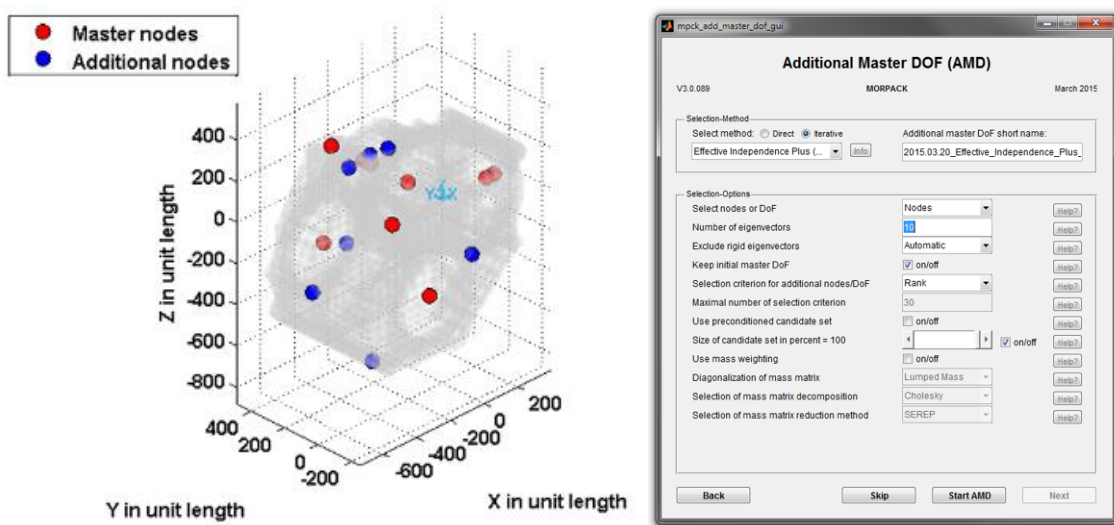 Master nodes
Additional nodes
400
200
0
-200
-400
-600
-800
Z in unit length
400
200
0
-200
Y in unit length
-600
-400
-200
0
200
X in unit length
mpck_add_master_dof_gui
Additional Master DOF (AMD)
V3.0.089 MORPACK March 2015
Selection-Method
Select method: Direct Iterative Additional master DoF short name:
Effective Independence Plus (... Info 2015.03.20_Effective_Independence_Plus_
Selection-Options
Select nodes or DoF Nodes Help?
Number of eigenvectors 10 Help?
Exclude rigid eigenvectors Automatic Help?
Keep initial master DoF on/off Help?
Selection criterion for additional nodes/DoF Rank Help?
Maximal number of selection criterion 30 Help?
Use preconditioned candidate set on/off Help?
Size of candidate set in percent = 100 on/off Help?
Use mass weighting on/off Help?
Diagonalization of mass matrix Lumped Mass Help?
Selection of mass matrix decomposition Cholesky Help?
Selection of mass matrix reduction method SEREP Help?
Back Skip Start AMD Next